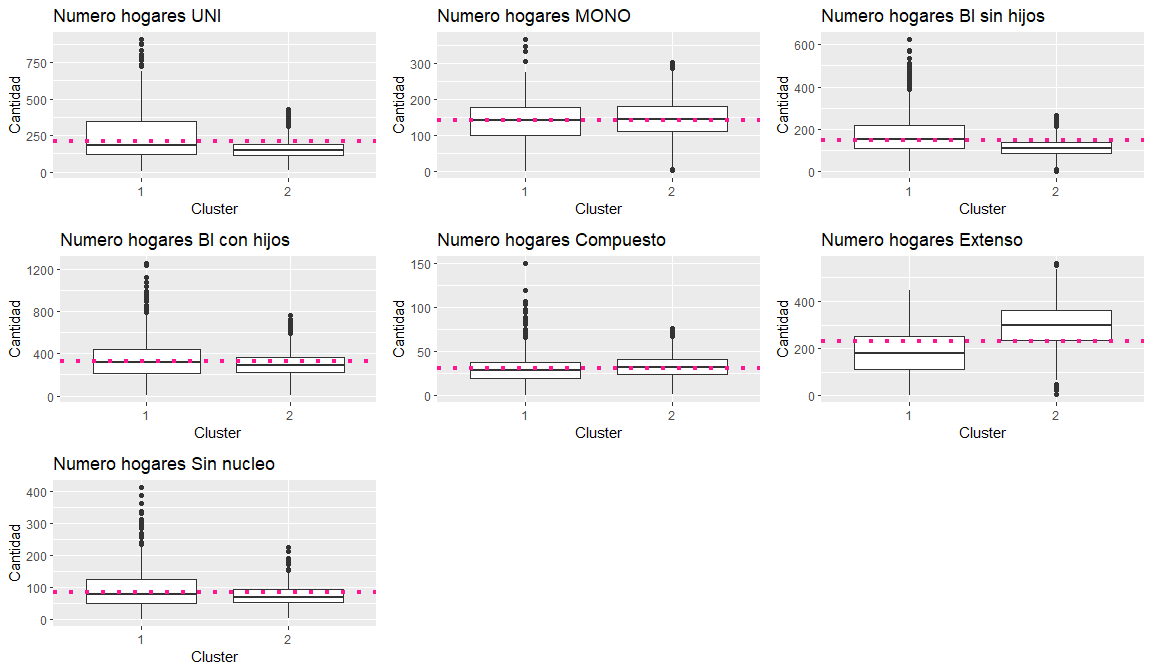 Numero hogares UNI
Cantidad
750
500
250
0
1
2
Cluster
Numero hogares MONO
Cantidad
300
200
100
0
1
2
Cluster
Numero hogares BI sin hijos
Cantidad
600
400
200
0
1
2
Cluster
Numero hogares BI con hijos
Cantidad
1200
800
400
0
1
2
Cluster
Numero hogares Compuesto
Cantidad
150
100
50
0
1
2
Cluster
Numero hogares Extenso
Cantidad
400
200
0
1
2
Cluster
Numero hogares Sin nucleo
Cantidad
400
300
200
100
0
1
2
Cluster